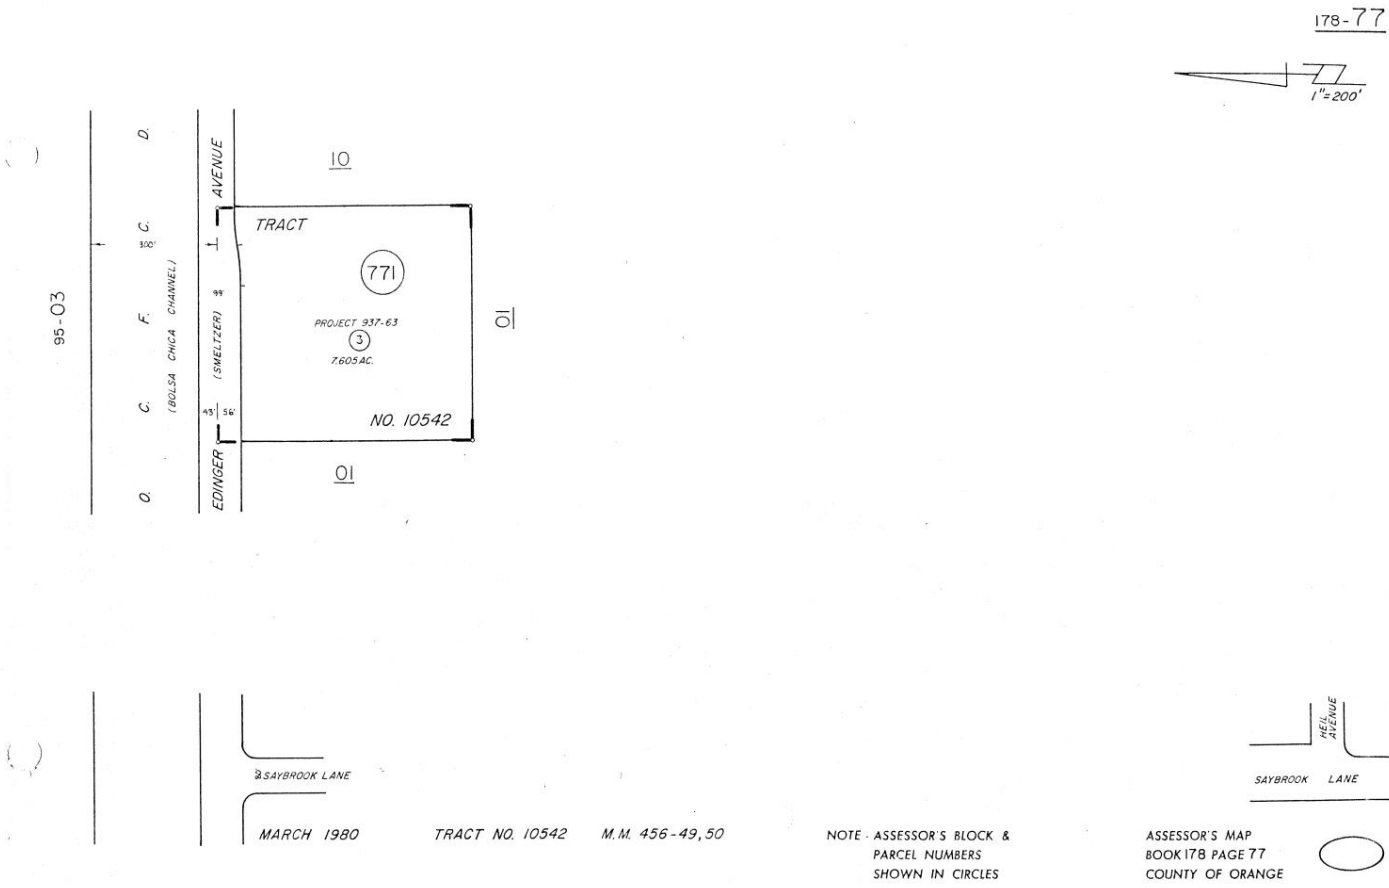 178-77
1"=200'
O. C. F. C. D.
300'
(BOLSA CHICA CHANNEL)
95-03
EDINGER AVENUE
(SMELTZER)
99'
43' 56'
10
TRACT
771
PROJECT 937-63
3
7.605 AC.
NO. 10542
01
01
SAYBROOK LANE
HEIL
AVENUE
SAYBROOK LANE
MARCH 1980 TRACT NO. 10542 M.M. 456-49,50
NOTE - ASSESSOR'S BLOCK &
PARCEL NUMBERS
SHOWN IN CIRCLES
ASSESSOR'S MAP
BOOK 178 PAGE 77
COUNTY OF ORANGE